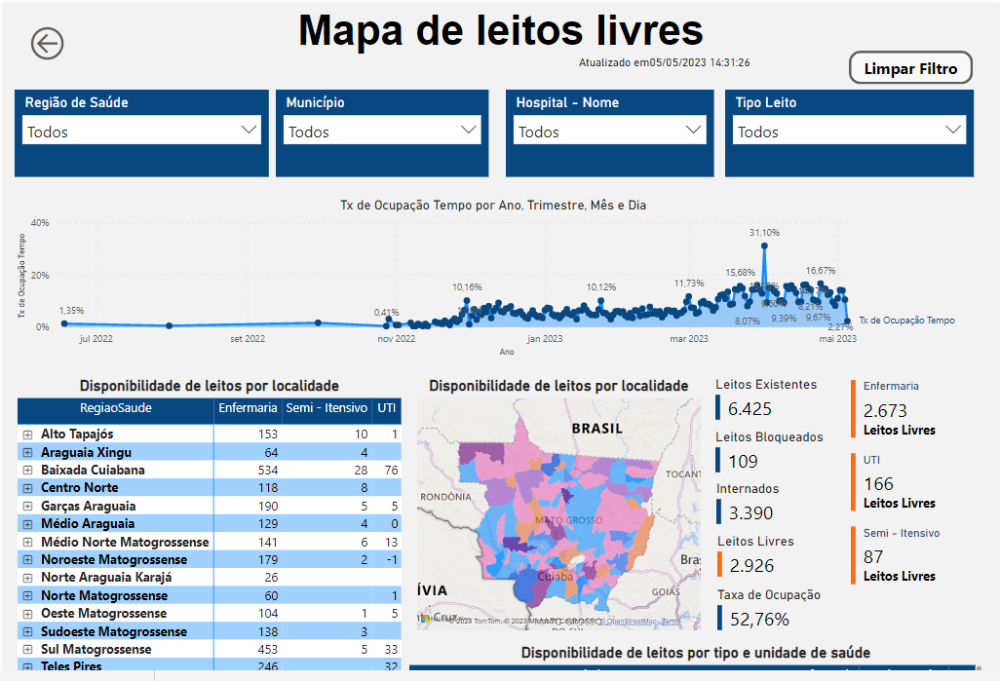 Mapa de leitos livres
Atualizado em05/05/2023 14:31:26
Limpar Filtro
Região de Saúde
Município
Hospital - Nome
Tipo Leito
Todos
Todos
Todos
Todos
Tx de Ocupação Tempo por Ano, Trimestre, Mês e Dia
Tx de Ocupação Tempo
40%
20%
0%
1,35%
0,41%
10,16%
10,12%
11,73%
15,68%
31,10%
16,67%
8,07%
9,39%
8,21%
9,67%
2,27%
Tx de Ocupação Tempo
jul 2022
set 2022
nov 2022
jan 2023
mar 2023
mai 2023
Ano
Disponibilidade de leitos por localidade
RegiaoSaude Enfermaria Semi - Itensivo UTI
Alto Tapajós 153 10 1
Araguaia Xingu 64 4
Baixada Cuiabana 534 28 76
Centro Norte 118 8
Garças Araguaia 190 5 5
Médio Araguaia 129 4 0
Médio Norte Matogrossense 141 6 13
Noroeste Matogrossense 179 2 -1
Norte Araguaia Karajá 26
Norte Matogrossense 60 1
Oeste Matogrossense 104 1 5
Sudoeste Matogrossense 138 3
Sul Matogrossense 453 5 33
Teles Pires 246 32
Disponibilidade de leitos por localidade
BRASIL
TOCANT
RONDÔNIA
MATO GROSSO
Bras
Cuiabá
GOIÁS
ÍVIA
Cruz
© 2023 TomTom, © 2023 Microsoft Corporation, © OpenStreetMap Terms
DO SUL
Leitos Existentes
6.425
Leitos Bloqueados
109
Internados
3.390
Leitos Livres
2.926
Taxa de Ocupação
52,76%
Enfermaria
2.673
Leitos Livres
UTI
166
Leitos Livres
Semi - Itensivo
87
Leitos Livres
Disponibilidade de leitos por tipo e unidade de saúde